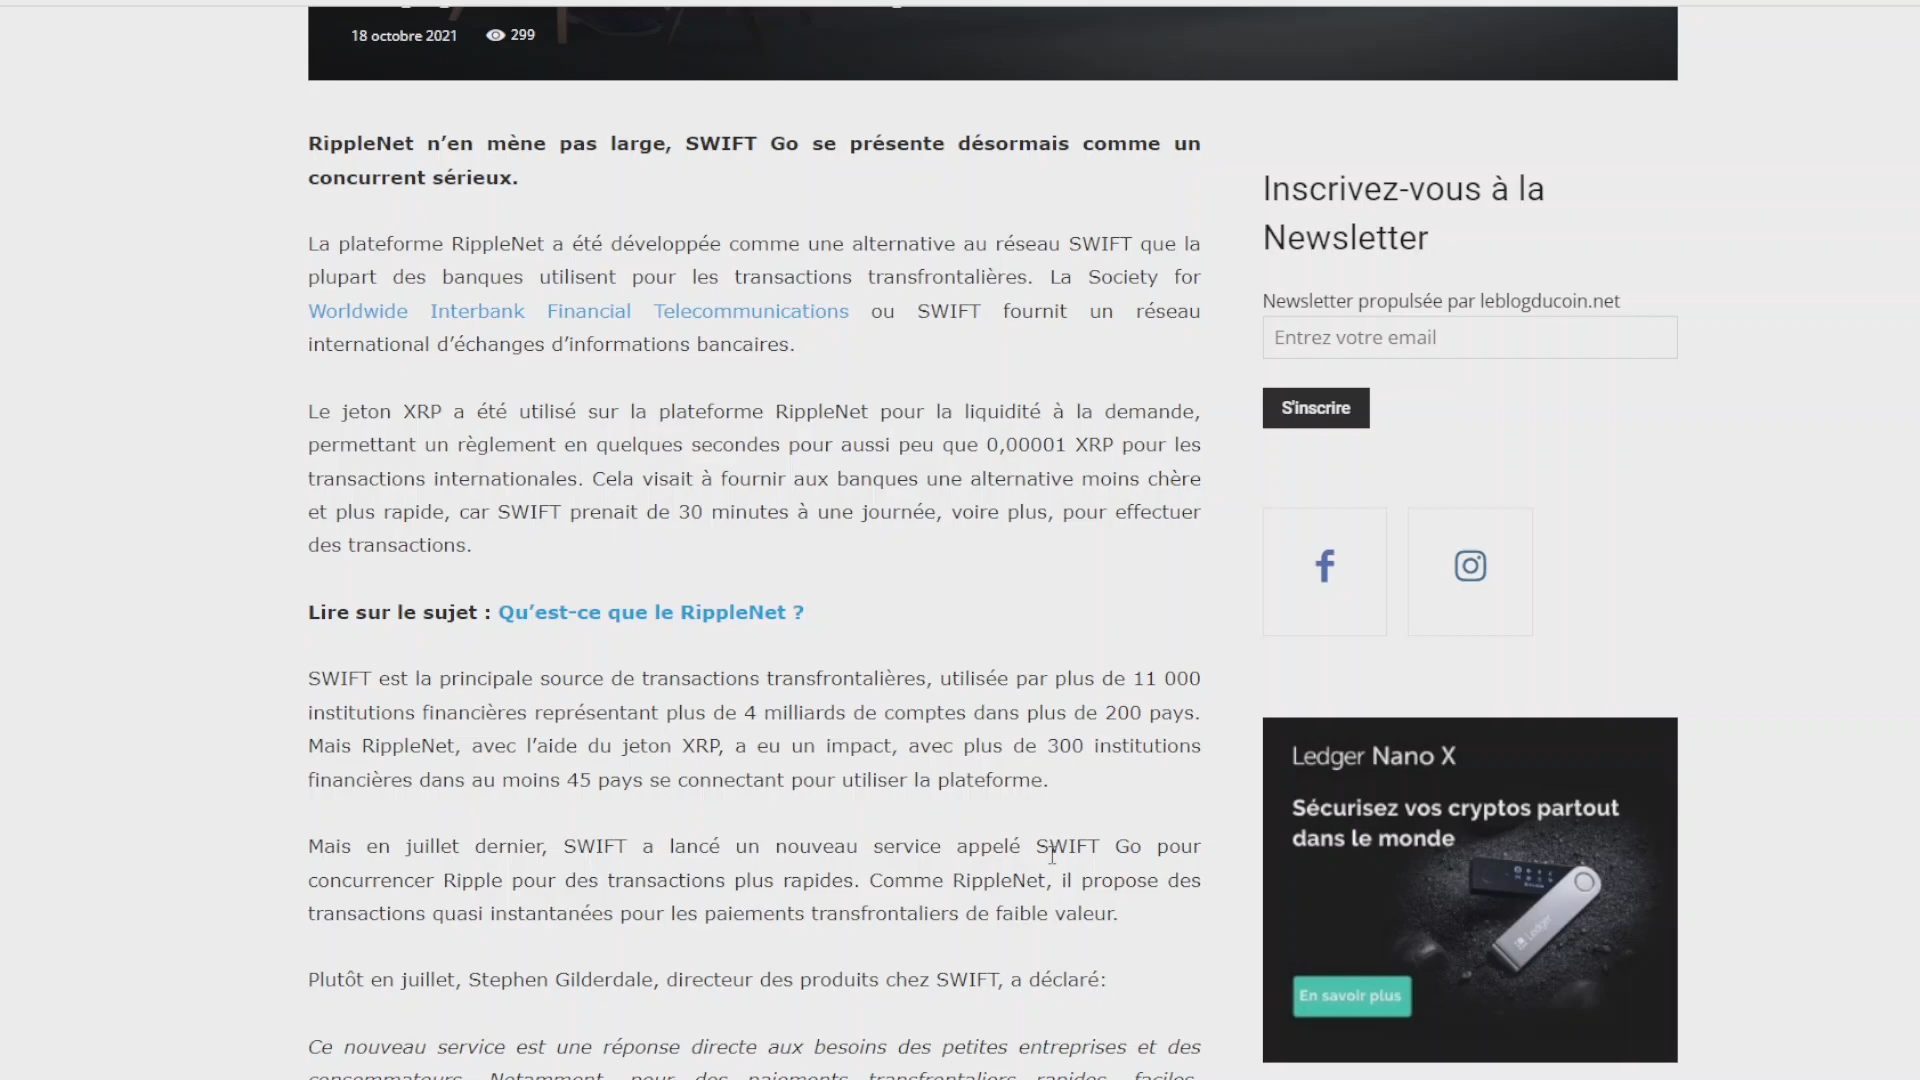 18 octobre 2021 299
RippleNet n’en mène pas large, SWIFT Go se présente désormais comme un
concurrent sérieux.
La plateforme RippleNet a été développée comme une alternative au réseau SWIFT que la
plupart des banques utilisent pour les transactions transfrontalières. La Society for
Worldwide Interbank Financial Telecommunications ou SWIFT fournit un réseau
international d’échanges d’informations bancaires.
Le jeton XRP a été utilisé sur la plateforme RippleNet pour la liquidité à la demande,
permettant un règlement en quelques secondes pour aussi peu que 0,00001 XRP pour les
transactions internationales. Cela visait à fournir aux banques une alternative moins chère
et plus rapide, car SWIFT prenait de 30 minutes à une journée, voire plus, pour effectuer
des transactions.
Lire sur le sujet : Qu’est-ce que le RippleNet ?
SWIFT est la principale source de transactions transfrontalières, utilisée par plus de 11 000
institutions financières représentant plus de 4 milliards de comptes dans plus de 200 pays.
Mais RippleNet, avec l’aide du jeton XRP, a eu un impact, avec plus de 300 institutions
financières dans au moins 45 pays se connectant pour utiliser la plateforme.
Mais en juillet dernier, SWIFT a lancé un nouveau service appelé SWIFT Go pour
concurrencer Ripple pour des transactions plus rapides. Comme RippleNet, il propose des
transactions quasi instantanées pour les paiements transfrontaliers de faible valeur.
Plutôt en juillet, Stephen Gilderdale, directeur des produits chez SWIFT, a déclaré:
Ce nouveau service est une réponse directe aux besoins des petites entreprises et des
consommateurs. Notamment, pour des paiements transfrontaliers rapides, faciles,
Inscrivez-vous à la
Newsletter
Newsletter propulsée par leblogducoin.net
Entrez votre email
S'inscrire
Ledger Nano X
Sécurisez vos cryptos partout
dans le monde
Ledger
En savoir plus